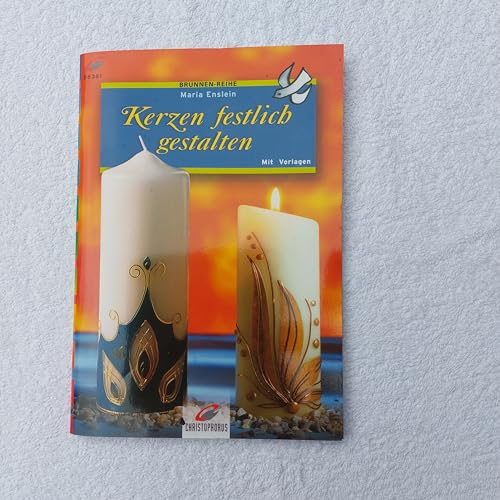 BRUNNEN-REIHE
Maria Enslein
Kerzen festlich
gestalten
Mit Vorlagen
CHRISTOPHORUS